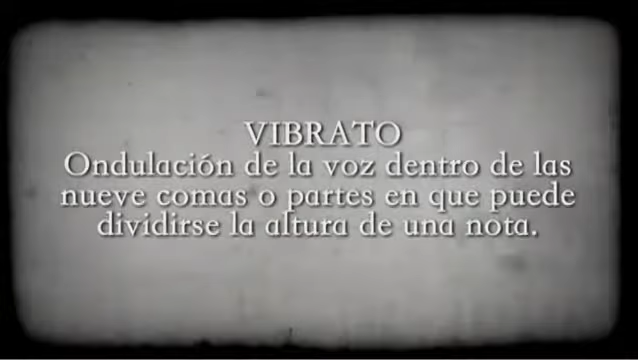 VIBRATO
Ondulación de la voz dentro de las
nueve comas o partes en que puede
dividirse la altura de una nota.